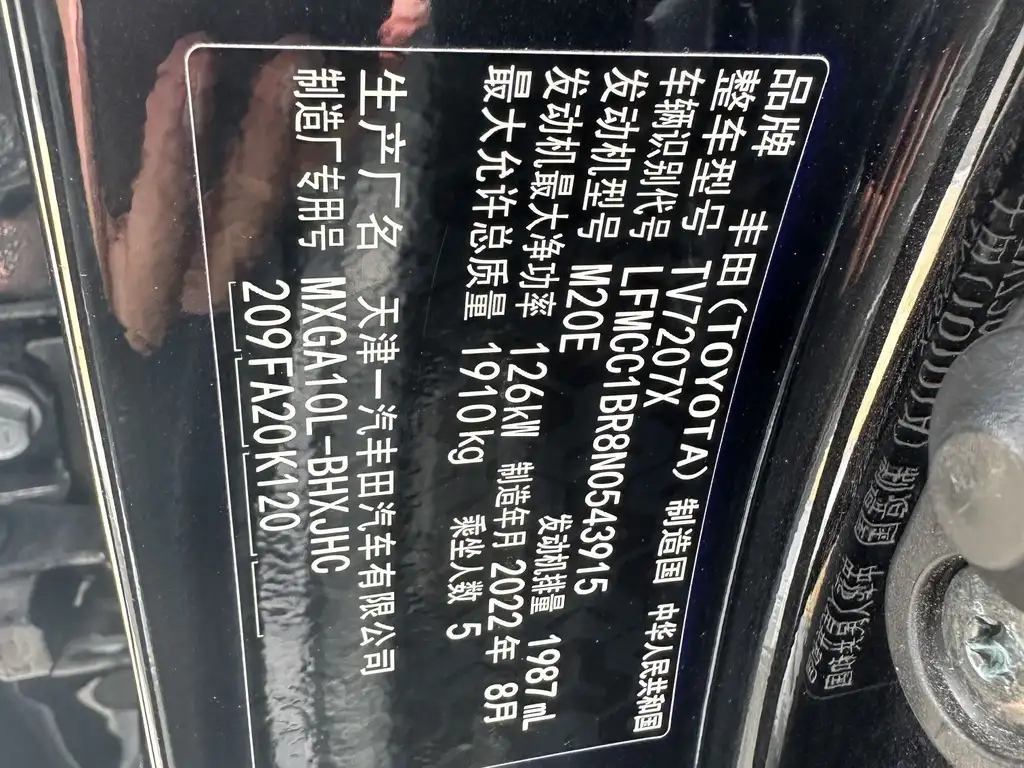 品牌 丰田(TOYOTA) 制造国 中华人民共和国
整车型号 TV7207X
车辆识别代号 LFMCC1BR8N0543915
发动机型号 M20E 发动机排量 1987mL
发动机最大净功率 126kW 制造年月 2022年 8月
最大允许总质量 1910kg 乘坐人数 5
生产厂名 天津一汽丰田汽车有限公司
制造厂专用号 MXGA10L-BHXJHC
209FA20K120